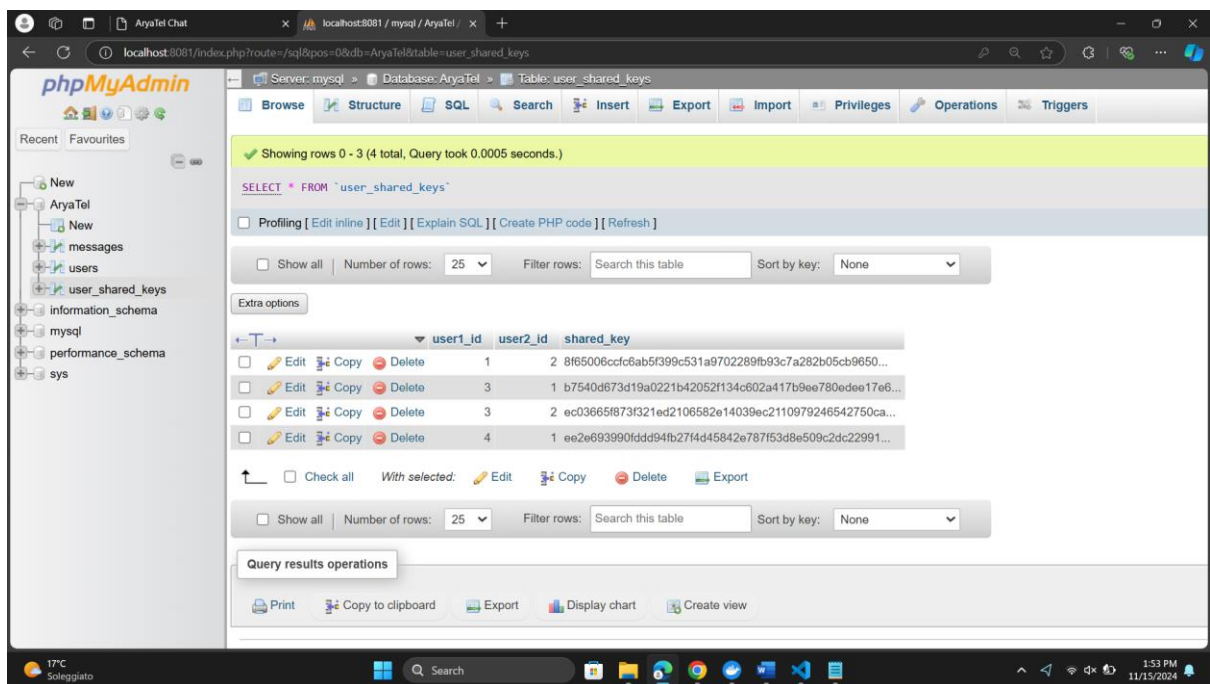 AryaTel Chat
localhost:8081 / mysql / AryaTel /
localhost:8081/index.php?route=/sql&pos=0&db=AryaTel&table=user_shared_keys
phpMyAdmin
Recent Favourites
New
AryaTel
New
messages
users
user_shared_keys
information_schema
mysql
performance_schema
sys
Server: mysql » Database: AryaTel » Table: user_shared_keys
Browse Structure SQL Search Insert Export Import Privileges Operations Triggers
Showing rows 0 - 3 (4 total, Query took 0.0005 seconds.)
SELECT * FROM `user_shared_keys`
Profiling [ Edit inline ] [ Edit ] [ Explain SQL ] [ Create PHP code ] [ Refresh ]
Show all | Number of rows: 25 Filter rows: Search this table Sort by key: None
Extra options
←T→ user1_id user2_id shared_key
Edit Copy Delete 1 2 8f65006ccfc6ab5f399c531a9702289fb93c7a282b05cb9650...
Edit Copy Delete 3 1 b7540d673d19a0221b42052f134c602a417b9ee780edee17e6...
Edit Copy Delete 3 2 ec03665f873f321ed2106582e14039ec2110979246542750ca...
Edit Copy Delete 4 1 ee2e693990fddd94fb27f4d45842e787f53d8e509c2dc22991...
Check all With selected: Edit Copy Delete Export
Show all | Number of rows: 25 Filter rows: Search this table Sort by key: None
Query results operations
Print Copy to clipboard Export Display chart Create view
17°C
Soleggiato
Search
1:53 PM
11/15/2024